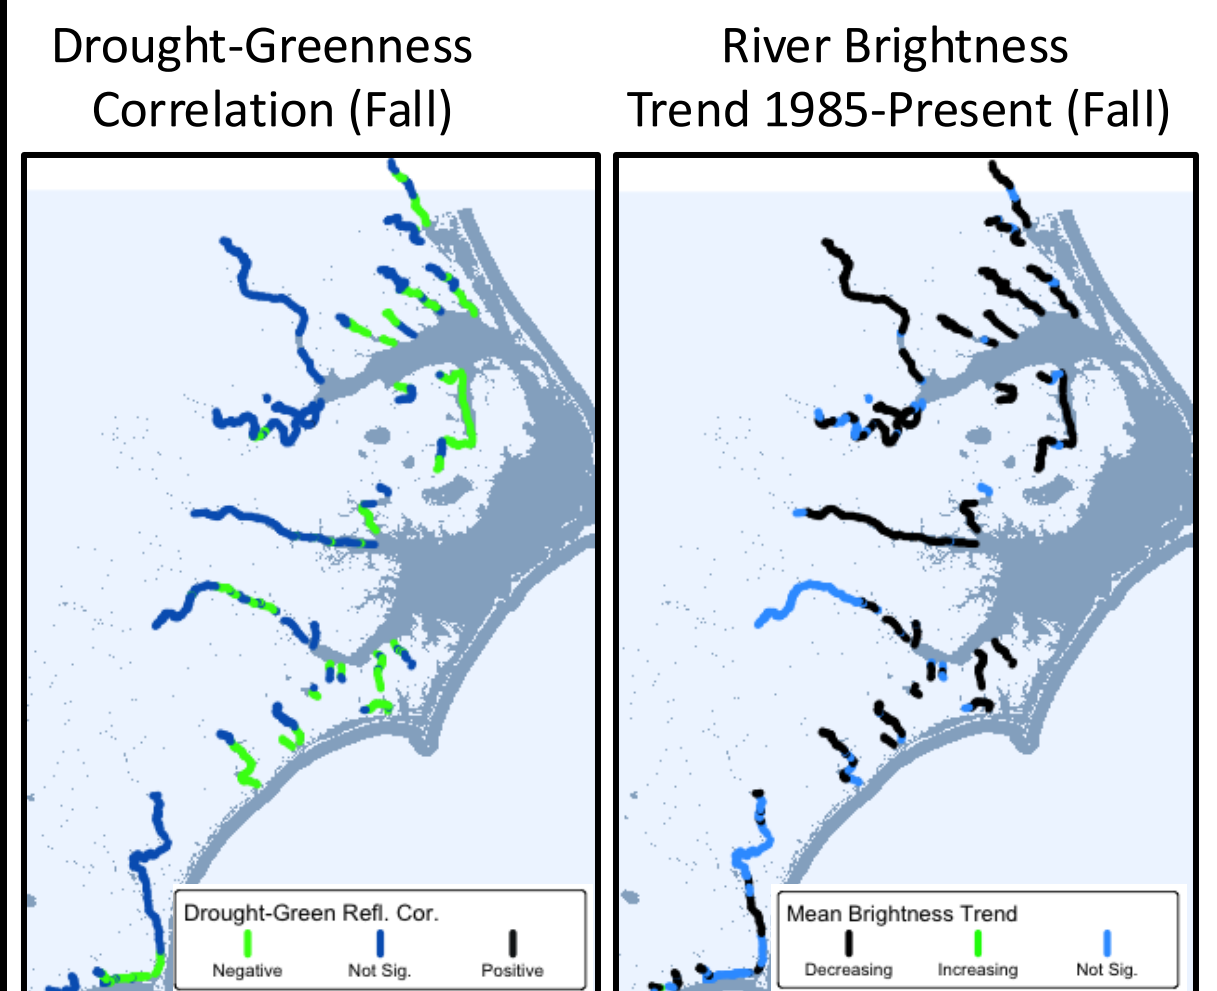 Drought-Greenness
Correlation (Fall)
River Brightness
Trend 1985-Present (Fall)
Drought-Green Refl. Cor.
Negative Not Sig. Positive
Mean Brightness Trend
Decreasing Increasing Not Sig.